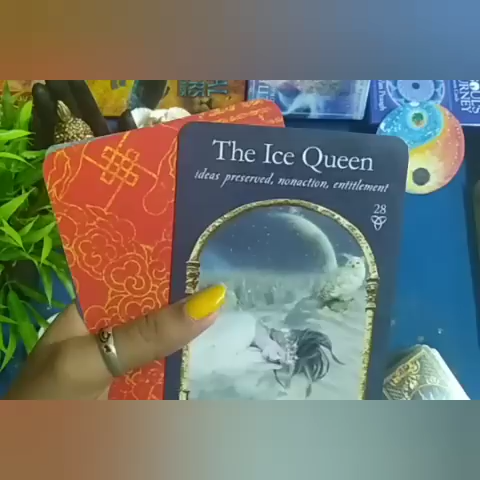 The Ice Queen
ideas preserved, nonaction, entitlement
28